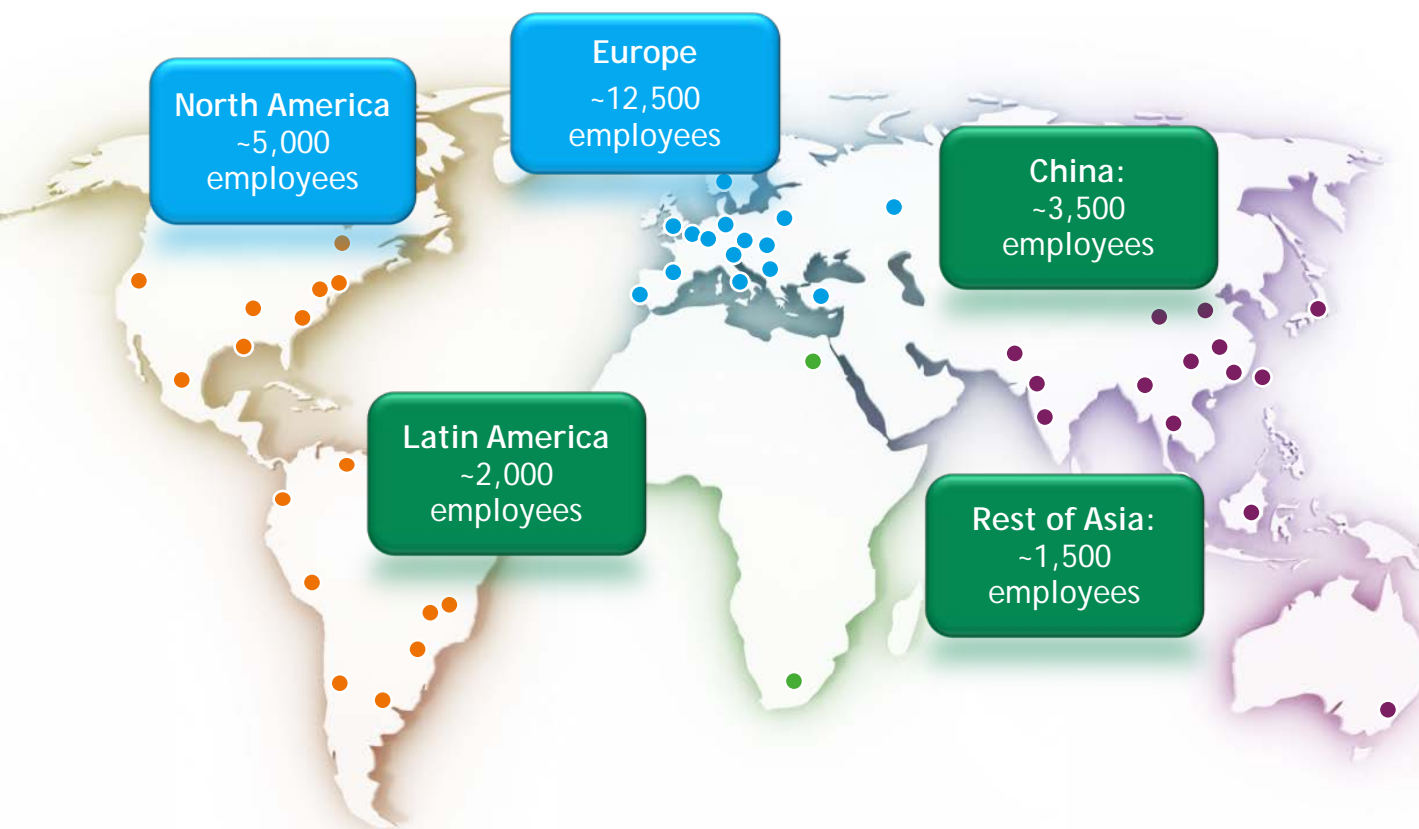 North America
~5,000
employees
Europe
~12,500
employees
China:
~3,500
employees
Latin America
~2,000
employees
Rest of Asia:
~1,500
employees